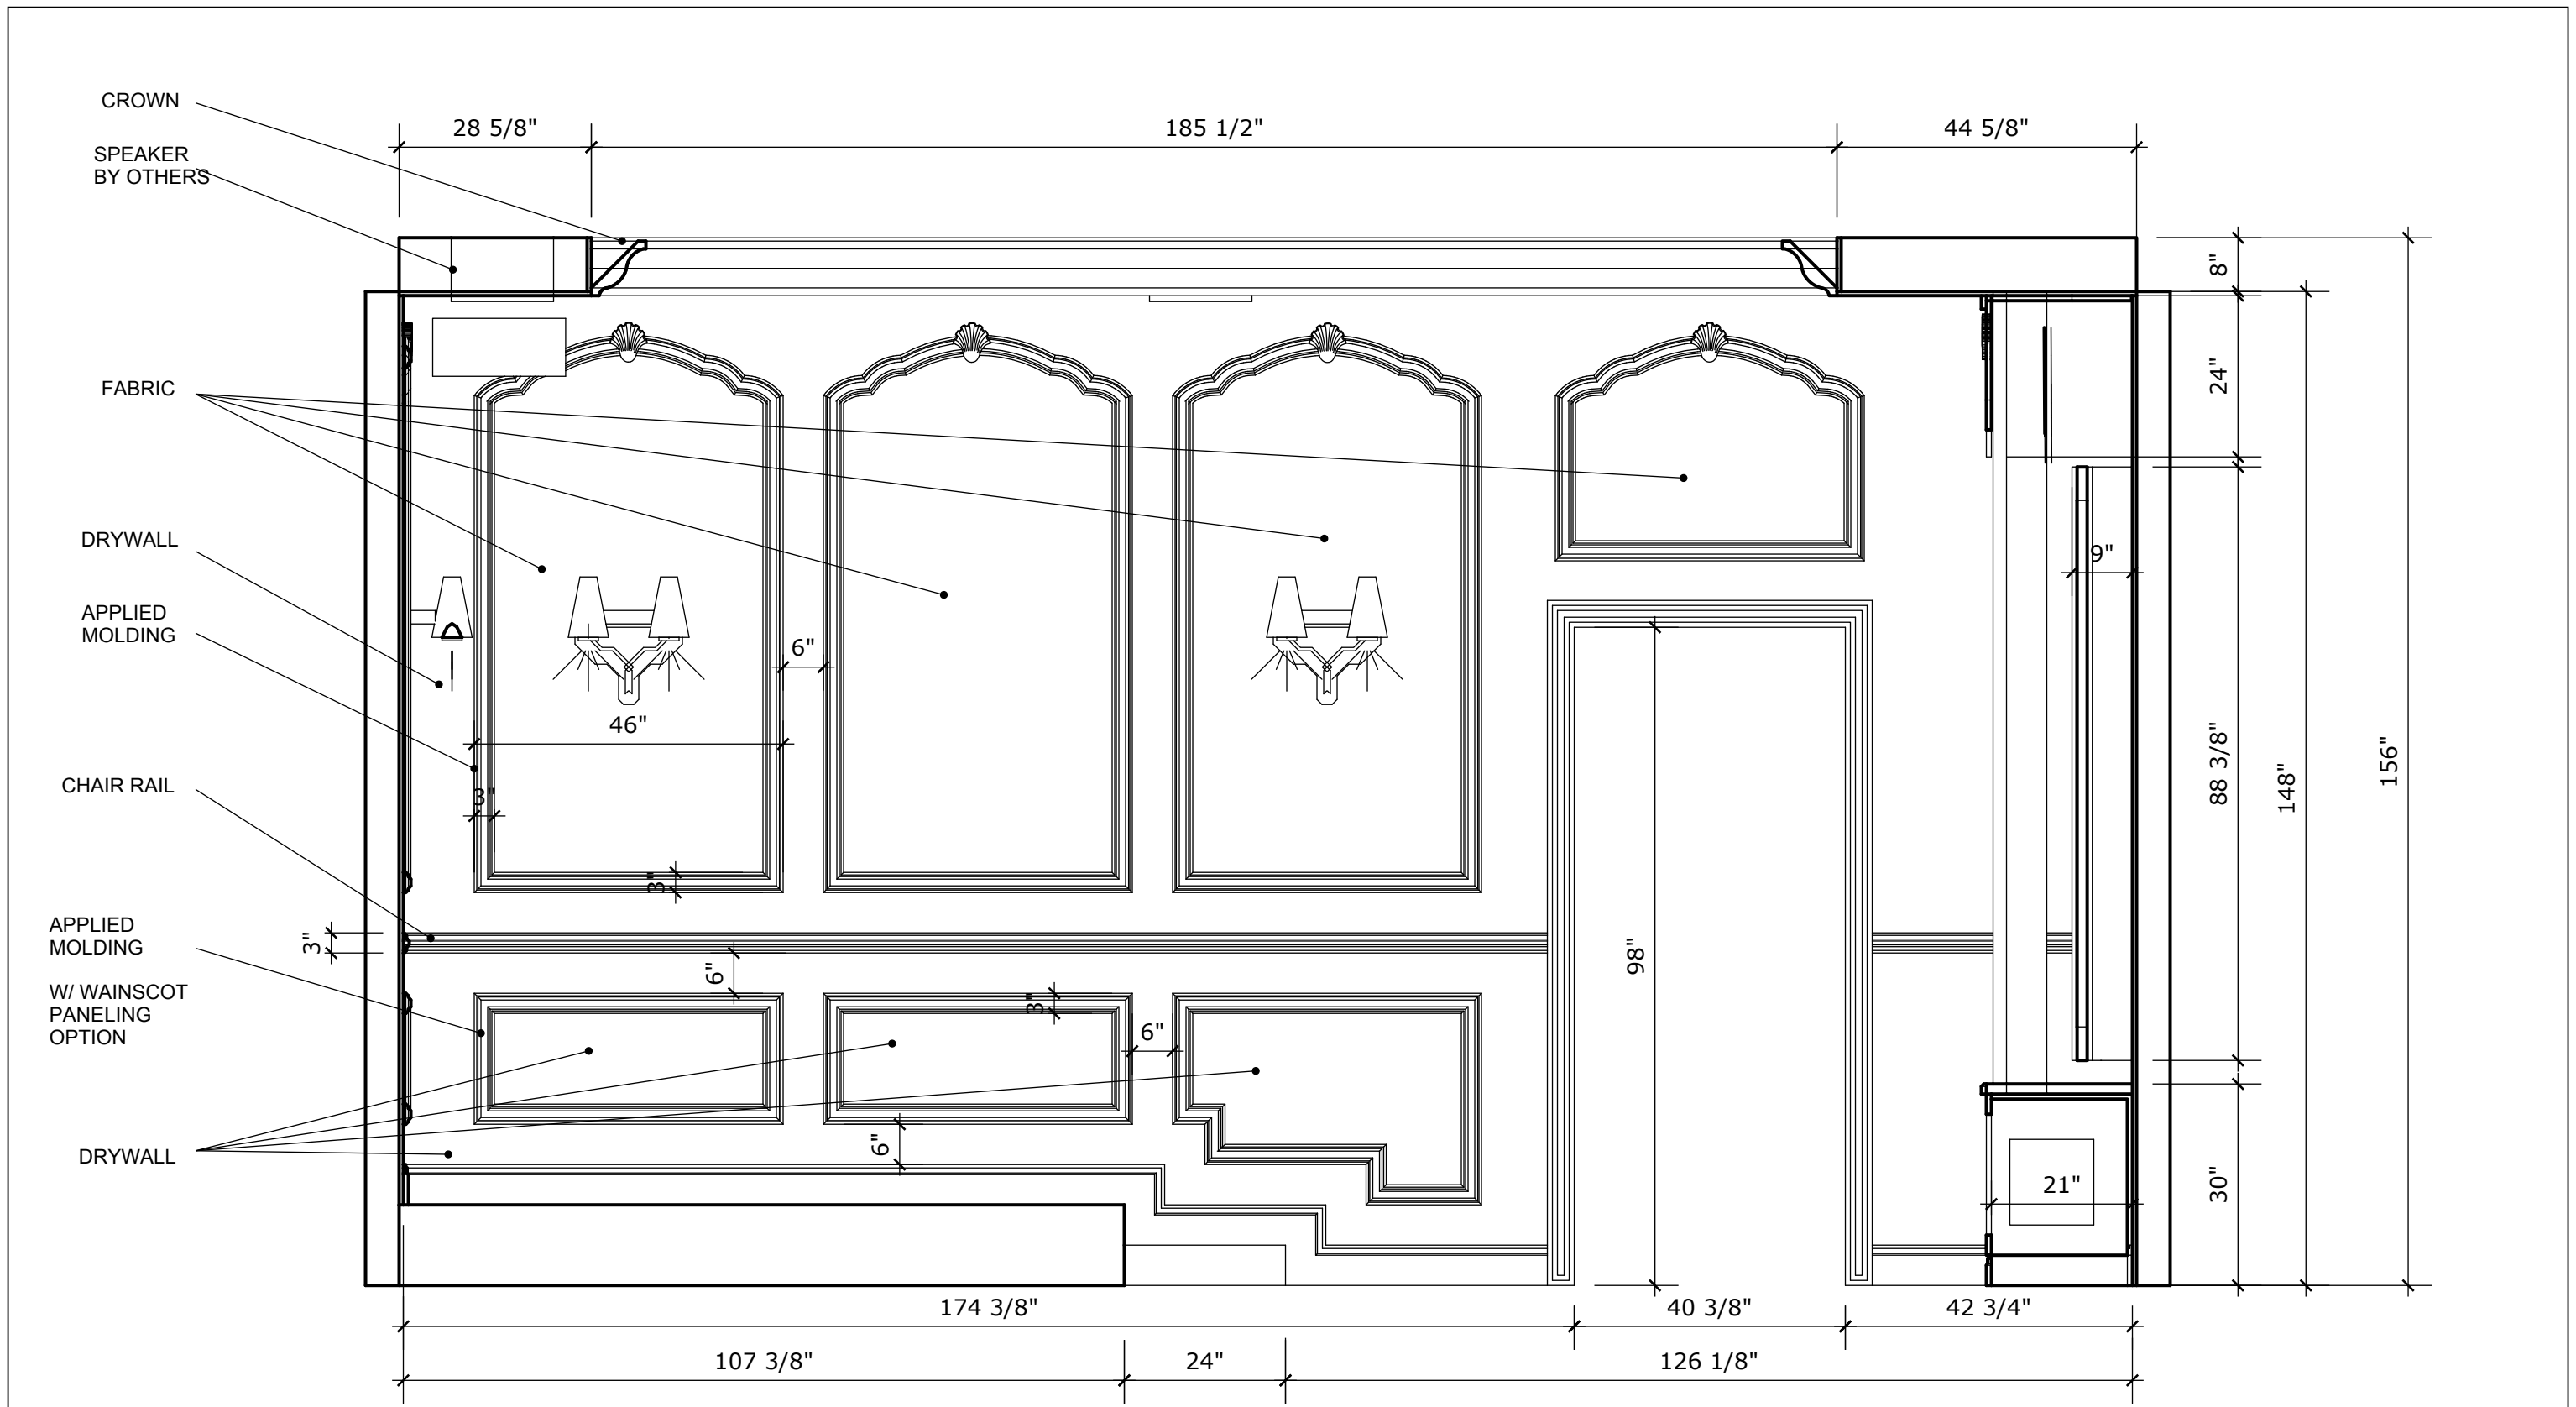 CROWN
28 5/8"
185 1/2"
44 5/8"
SPEAKER
BY OTHERS
8"
FABRIC
24"
DRYWALL
9"
APPLIED
MOLDING
6"
46"
88 3/8"
148"
156"
CHAIR RAIL
3"
3"
APPLIED
MOLDING
3"
6"
98"
W/ WAINSCOT
PANELING
OPTION
3"
6"
6"
DRYWALL
21"
30"
174 3/8"
40 3/8"
42 3/4"
107 3/8"
24"
126 1/8"